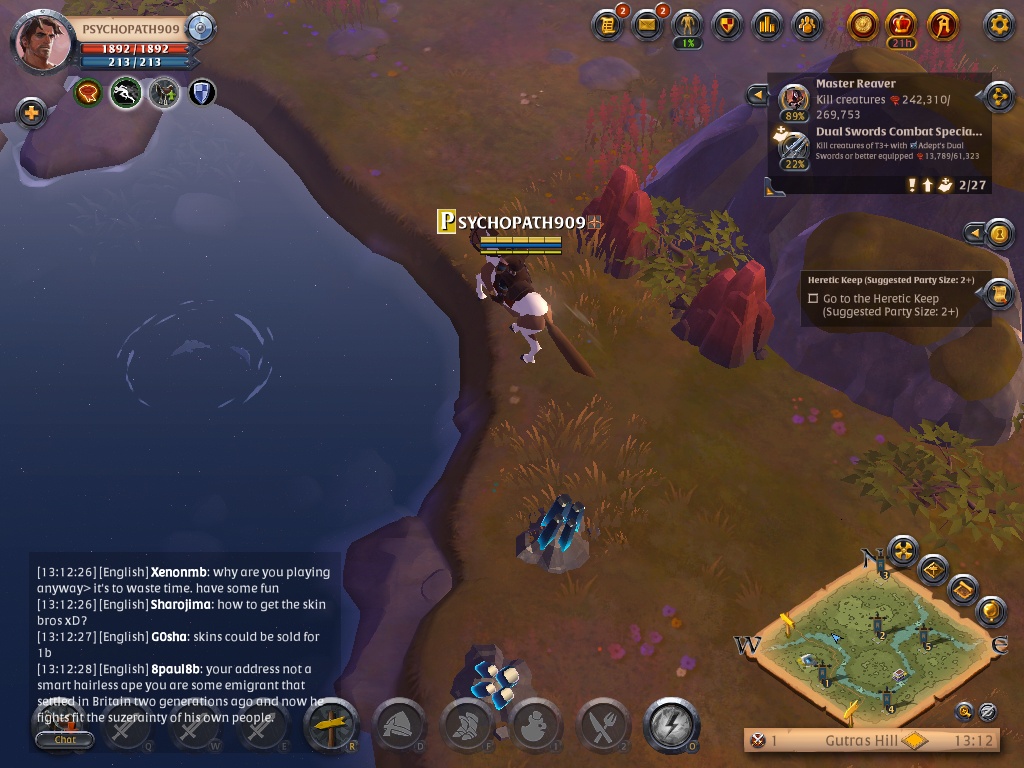 PSYCHOPATH909
1892 / 1892
213 / 213
2
2
1%
21h
Master Reaver
Kill creatures 242,310/
269,753
89%
Dual Swords Combat Specia...
Kill creatures of T3+ with Adept's Dual
Swords or better equipped 13,789/61,323
22%
2/27
PSYCHOPATH909
Heretic Keep (Suggested Party Size: 2+)
Go to the Heretic Keep
(Suggested Party Size: 2+)
[13:12:26] [English] Xenonmb: why are you playing
anyway> it's to waste time. have some fun
[13:12:26] [English] Sharojima: how to get the skin
bros xD?
[13:12:27] [English] G0sha: skins could be sold for
1b
[13:12:28] [English] 8paul8b: your address not a
smart hairless ape you are some emigrant that
settled in Britain two generations ago and now he
fights fit the suzerainty of his own people.
Chat
Q
W
E
R
D
F
1
2
O
N
W
E
3
2
5
1
4
1
Gutras Hill
13:12